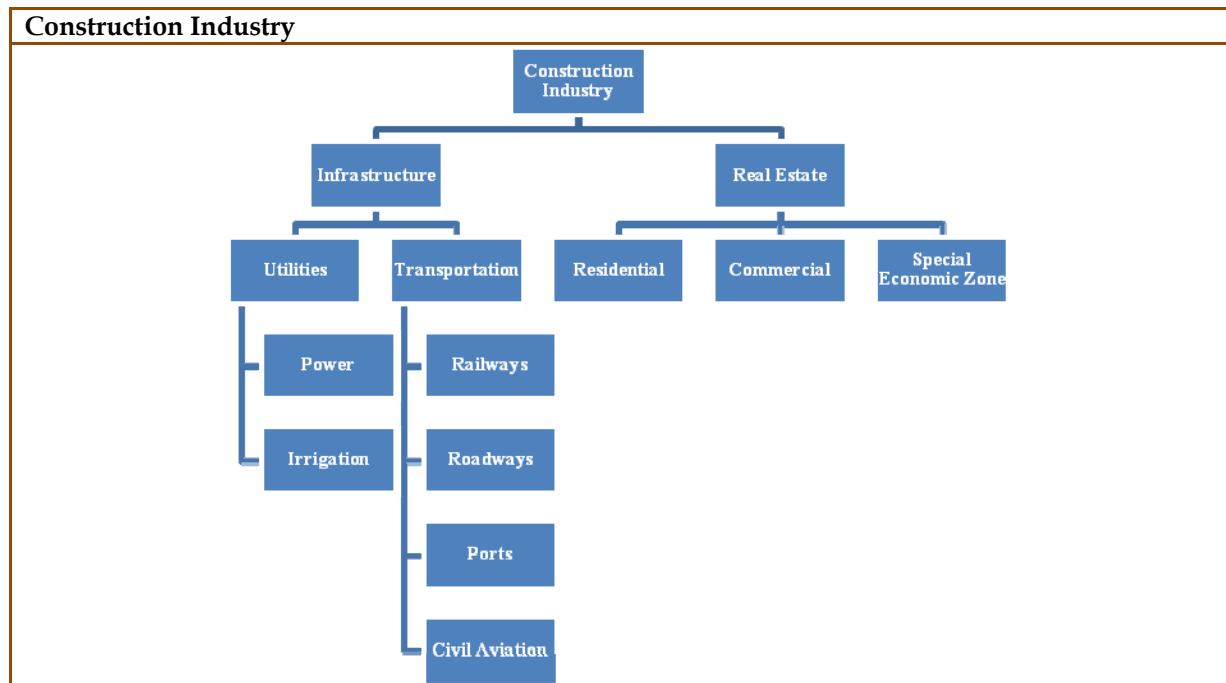 Construction Industry
Construction
Industry
Infrastructure
Real Estate
Utilities
Transportation
Residential
Commercial
Special
Economic Zone
Power
Railways
Irrigation
Roadways
Ports
Civil Aviation